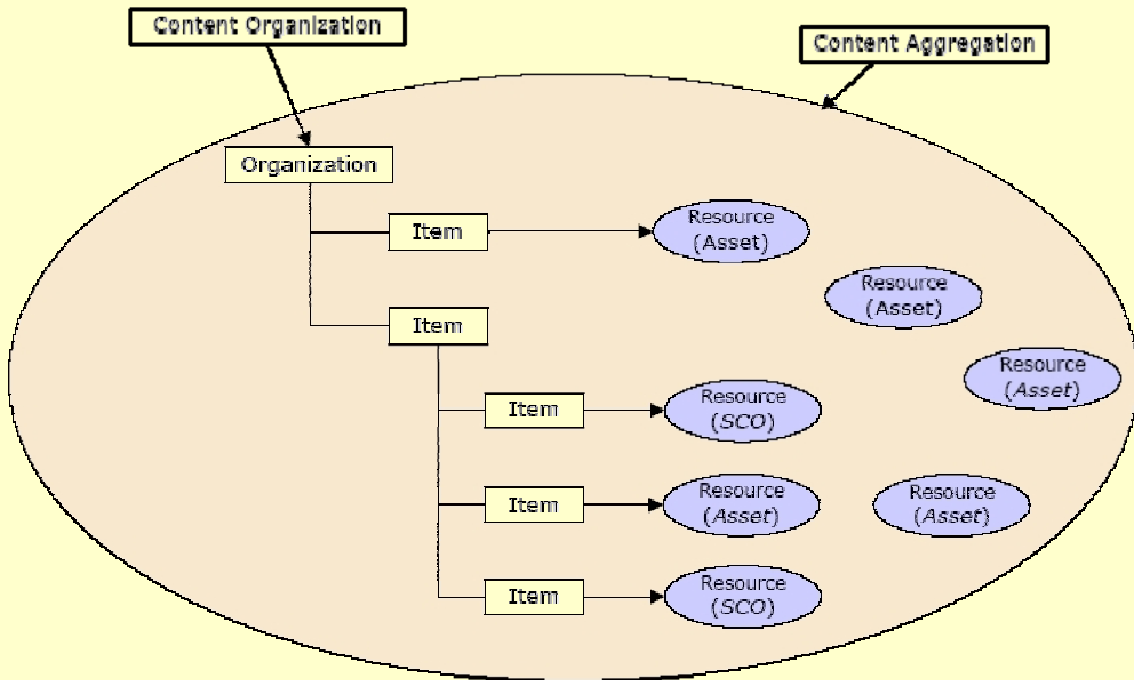 Content Organization
Content Aggregation
Organization
Item
Resource
(Asset)
Resource
(Asset)
Item
Resource
(Asset)
Item
Resource
(SCO)
Item
Resource
(Asset)
Resource
(Asset)
Item
Resource
(SCO)